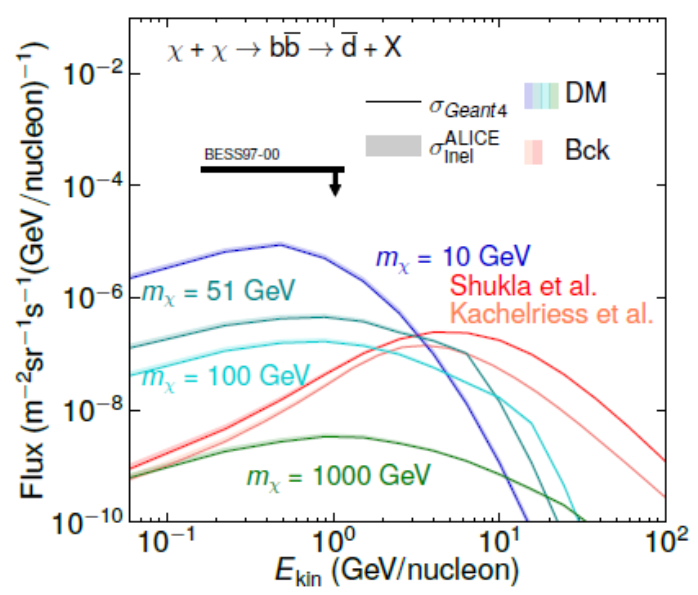 χ + χ → bb̅ → d̅ + X
σGeant4
DM
σInel^ALICE
Bck
BESS97-00
mχ = 10 GeV
Shukla et al.
Kachelriess et al.
mχ = 51 GeV
mχ = 100 GeV
mχ = 1000 GeV
Flux (m⁻²sr⁻¹s⁻¹(GeV/nucleon)⁻¹)
10⁻²
10⁻⁴
10⁻⁶
10⁻⁸
10⁻¹⁰
10⁻¹ 10⁰ 10¹ 10²
Ekin (GeV/nucleon)